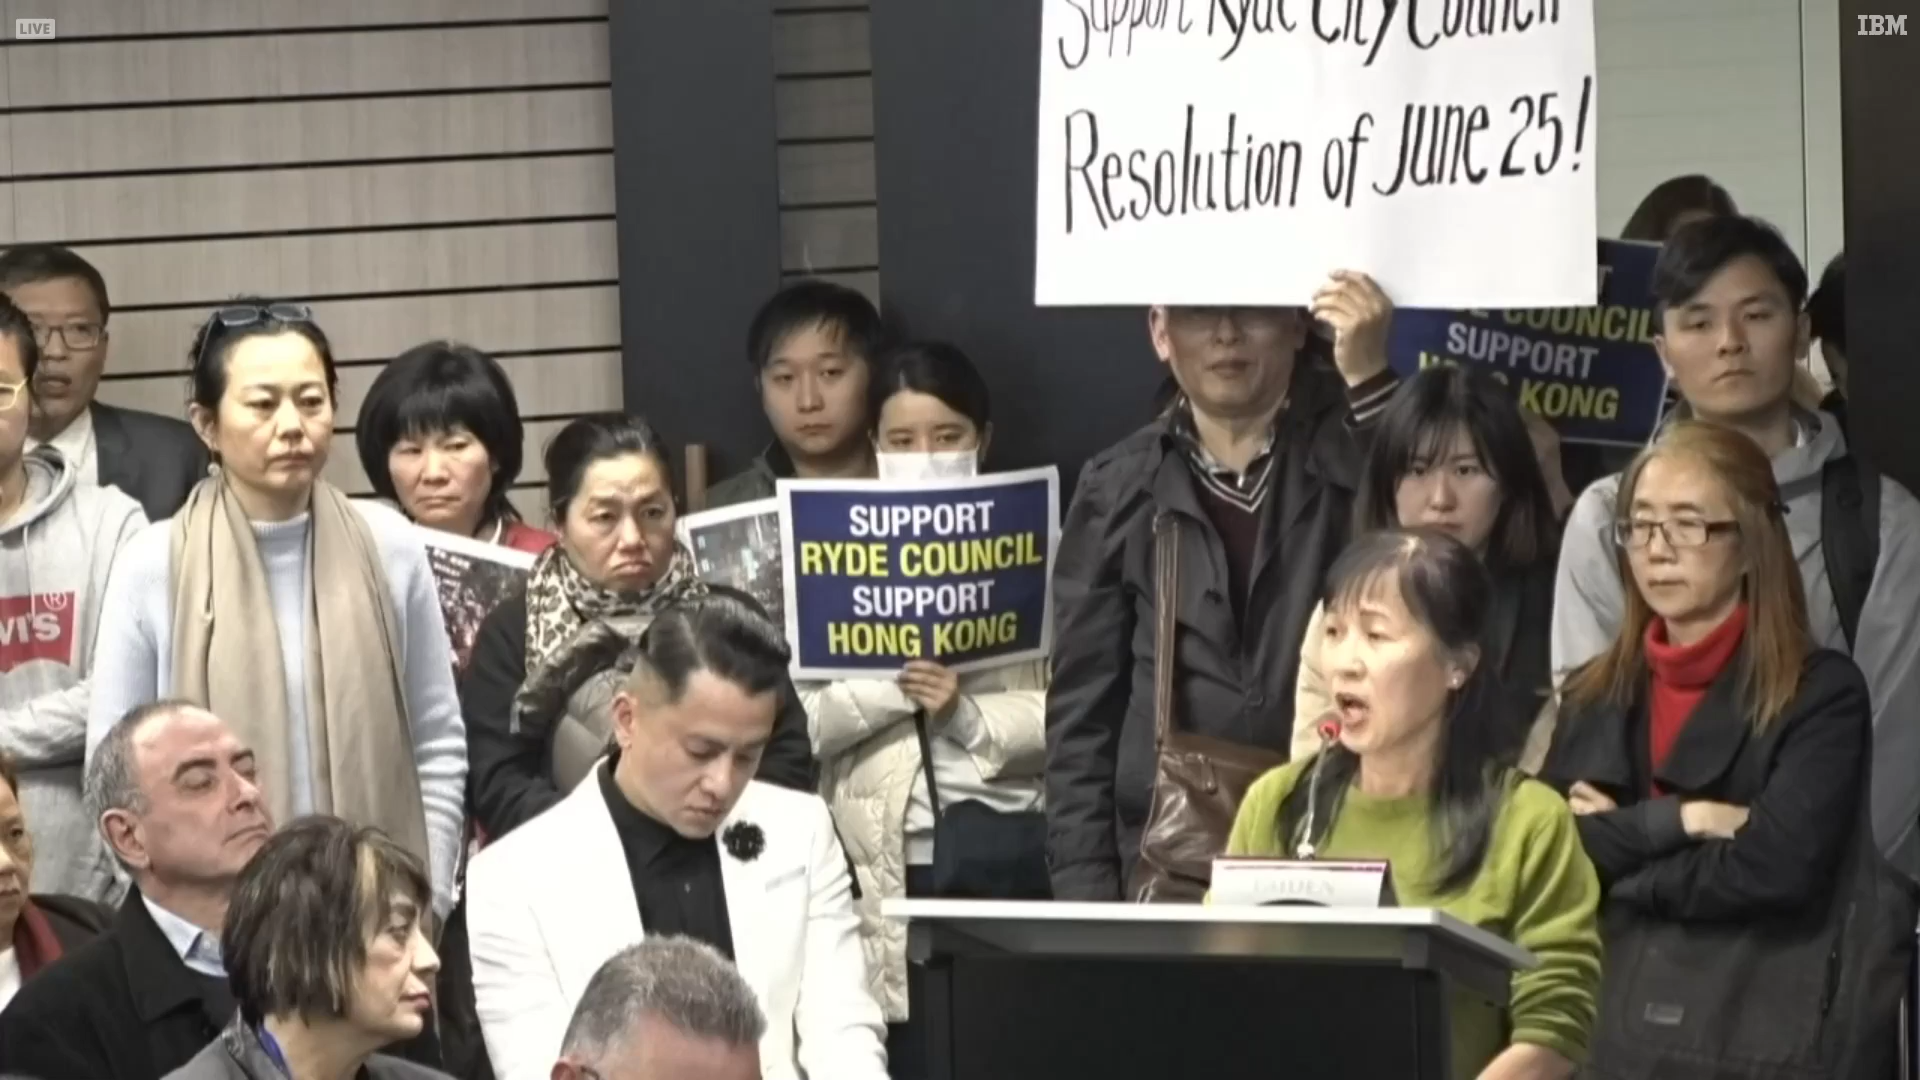 LIVE
IBM
Support Ryde City Council
Resolution of June 25!
COUNCIL
SUPPORT
KONG
SUPPORT
RYDE COUNCIL
SUPPORT
HONG KONG